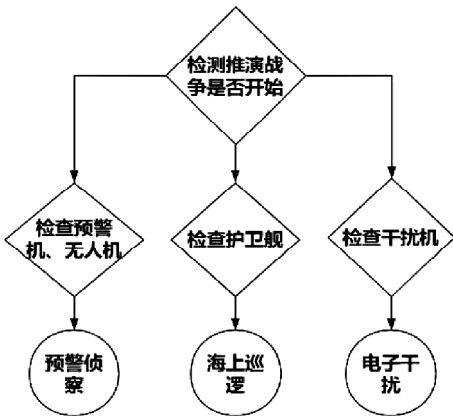 检测推演战
争是否开始
检查预警
机、无人机
检查护卫舰
检查干扰机
预警侦
察
海上巡
逻
电子干
扰